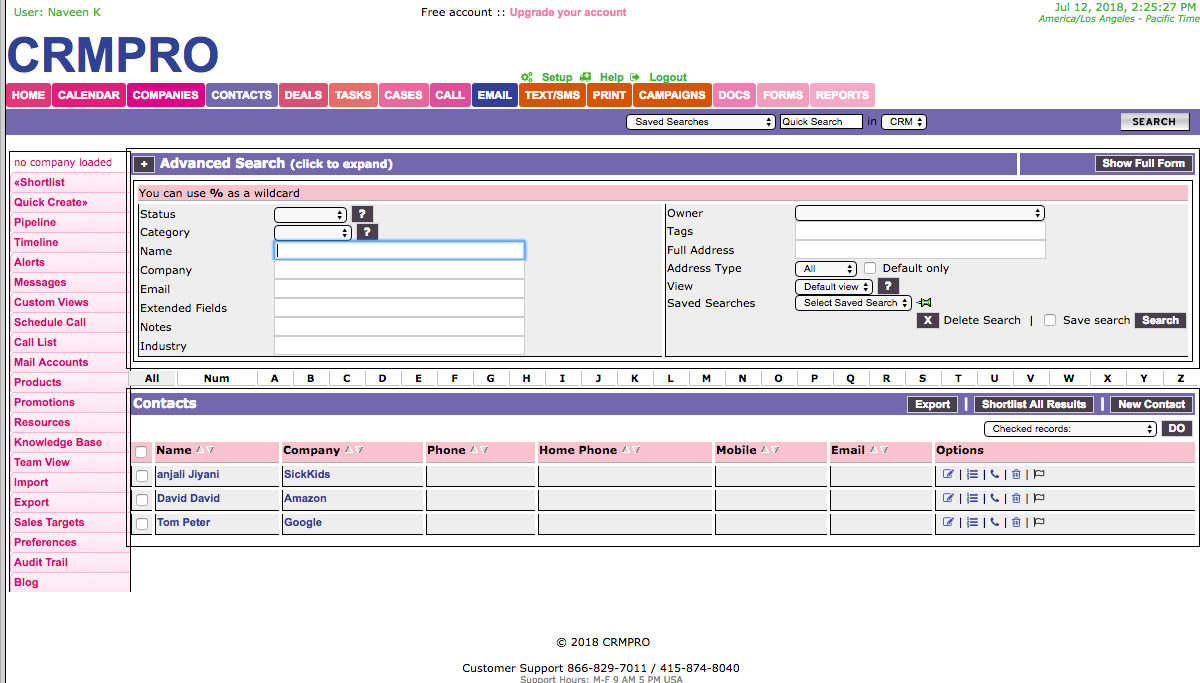 User: Naveen K
Free account :: Upgrade your account
Jul 12, 2018, 2:25:27 PM
America/Los Angeles - Pacific Time
CRMPRO
Setup Help Logout
HOME CALENDAR COMPANIES CONTACTS DEALS TASKS CASES CALL EMAIL TEXT/SMS PRINT CAMPAIGNS DOCS FORMS REPORTS
Saved Searches Quick Search in CRM SEARCH
no company loaded
«Shortlist
Quick Create»
Pipeline
Timeline
Alerts
Messages
Custom Views
Schedule Call
Call List
Mail Accounts
Products
Promotions
Resources
Knowledge Base
Team View
Import
Export
Sales Targets
Preferences
Audit Trail
Blog
+ Advanced Search (click to expand) Show Full Form
You can use % as a wildcard
Status ?
Category ?
Name
Company
Email
Extended Fields
Notes
Industry
Owner
Tags
Full Address
Address Type All Default only
View Default view ?
Saved Searches Select Saved Search
X Delete Search | Save search Search
All Num A B C D E F G H I J K L M N O P Q R S T U V W X Y Z
Contacts Export | Shortlist All Results | New Contact
Checked records: DO
Name Company Phone Home Phone Mobile Email Options
anjali Jiyani SickKids | | | |
David David Amazon | | | |
Tom Peter Google | | | |
© 2018 CRMPRO
Customer Support 866-829-7011 / 415-874-8040
Support Hours: M-F 9 AM 5 PM USA